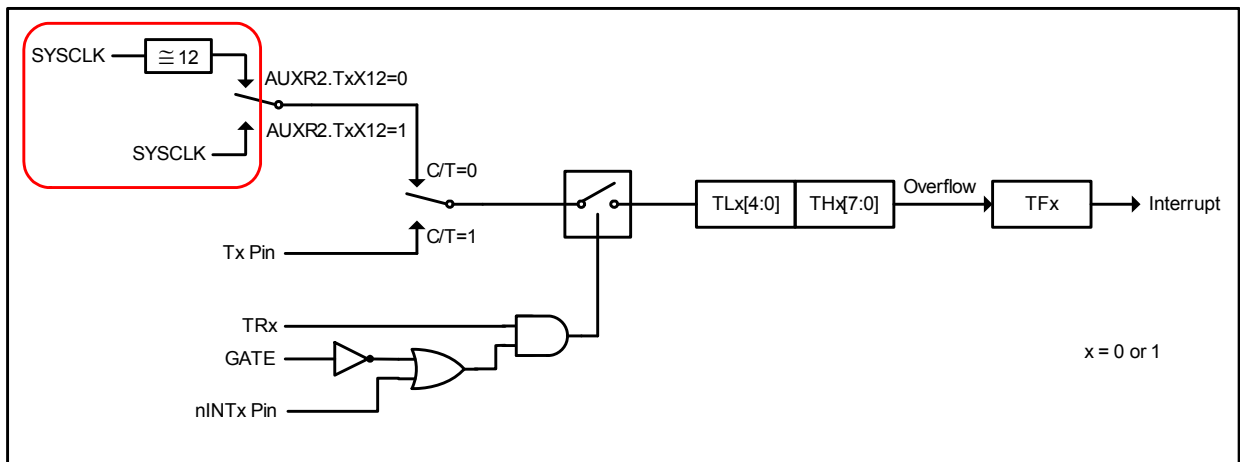 SYSCLK
≅ 12
AUXR2.TxX12=0
AUXR2.TxX12=1
SYSCLK
C/T=0
C/T=1
Tx Pin
TLx[4:0]
THx[7:0]
Overflow
TFx
Interrupt
TRx
GATE
nINTx Pin
x = 0 or 1